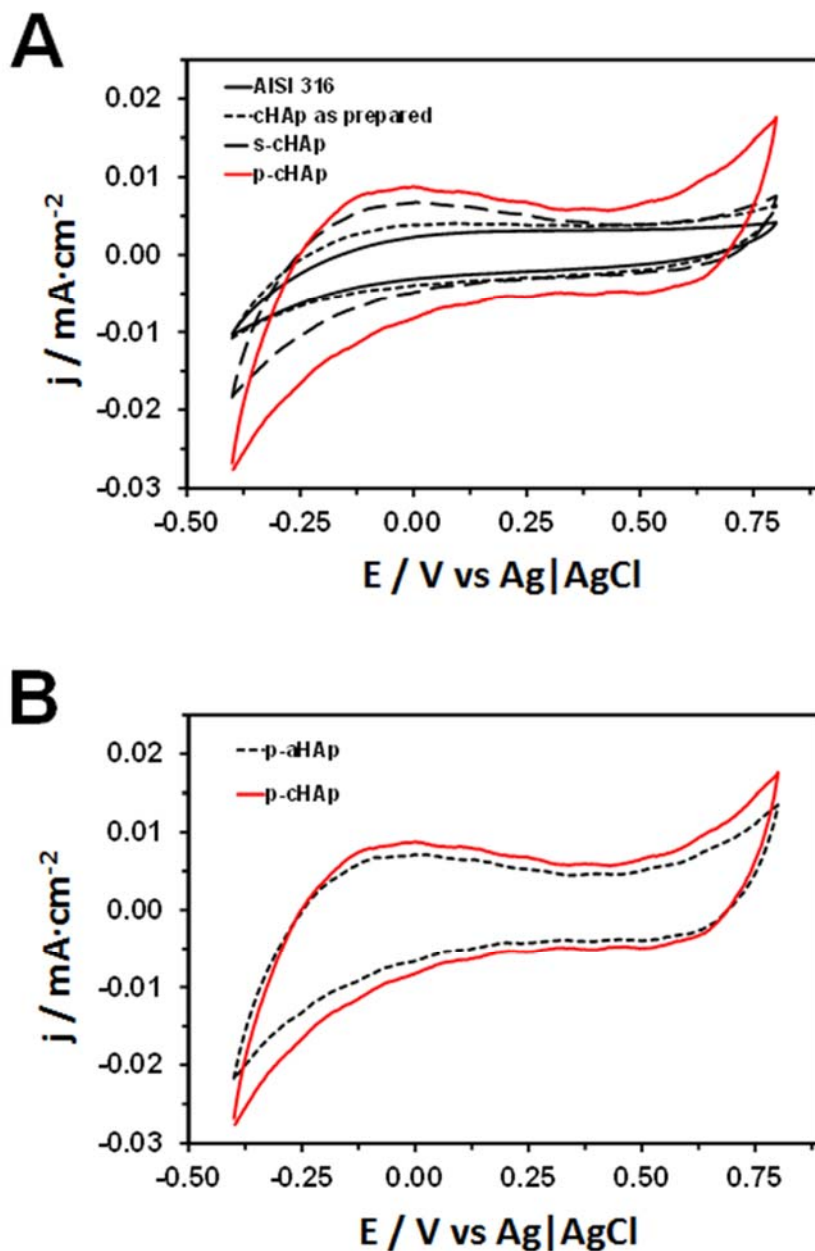 A
AISI 316
cHAp as prepared
s-cHAp
p-cHAp
0.02
0.01
0.00
-0.01
-0.02
-0.03
j / mA·cm-2
-0.50 -0.25 0.00 0.25 0.50 0.75
E / V vs Ag|AgCl
B
p-aHAp
p-cHAp
0.02
0.01
0.00
-0.01
-0.02
-0.03
j / mA·cm-2
-0.50 -0.25 0.00 0.25 0.50 0.75
E / V vs Ag|AgCl